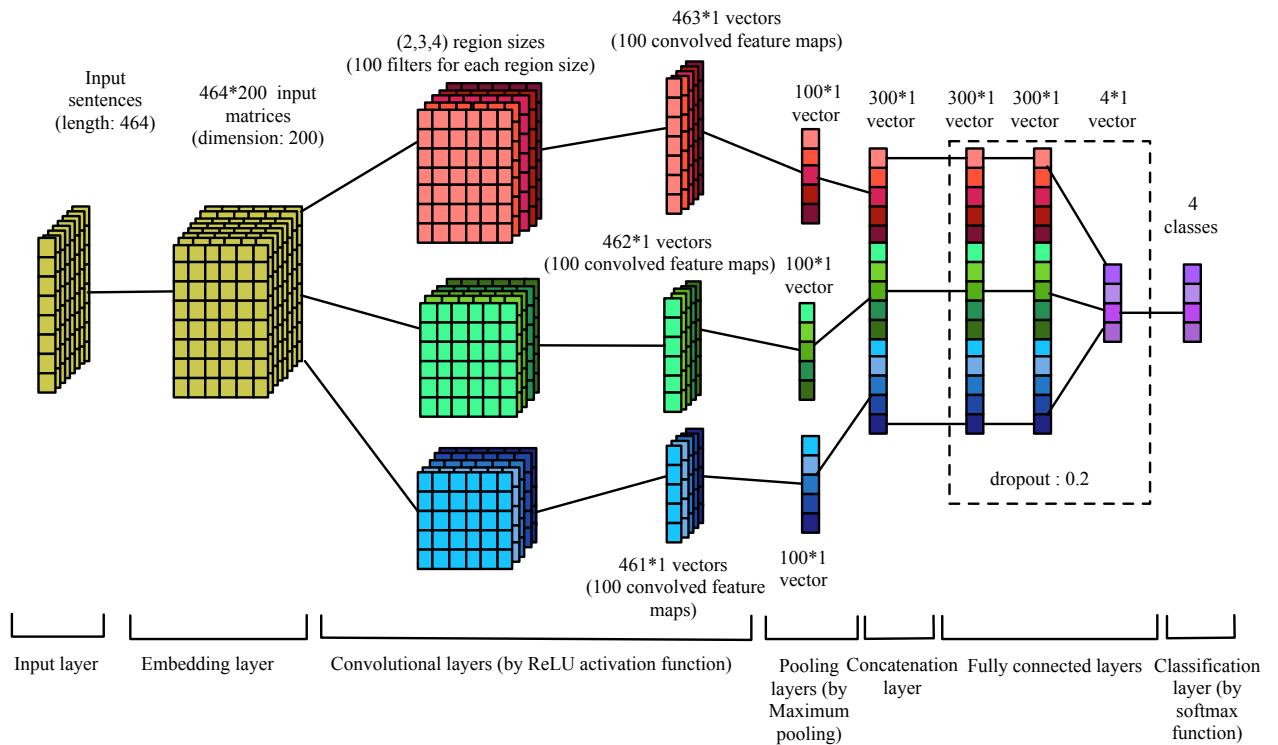 Input
sentences
(length: 464)
464*200 input
matrices
(dimension: 200)
(2,3,4) region sizes
(100 filters for each region size)
463*1 vectors
(100 convolved feature maps)
100*1
vector
300*1
vector
300*1
vector
300*1
vector
4*1
vector
4
classes
462*1 vectors
(100 convolved feature maps)
100*1
vector
461*1 vectors
(100 convolved feature
maps)
100*1
vector
dropout : 0.2
Input layer
Embedding layer
Convolutional layers (by ReLU activation function)
Pooling
layers (by
Maximum
pooling)
Concatenation
layer
Fully connected layers
Classification
layer (by
softmax
function)